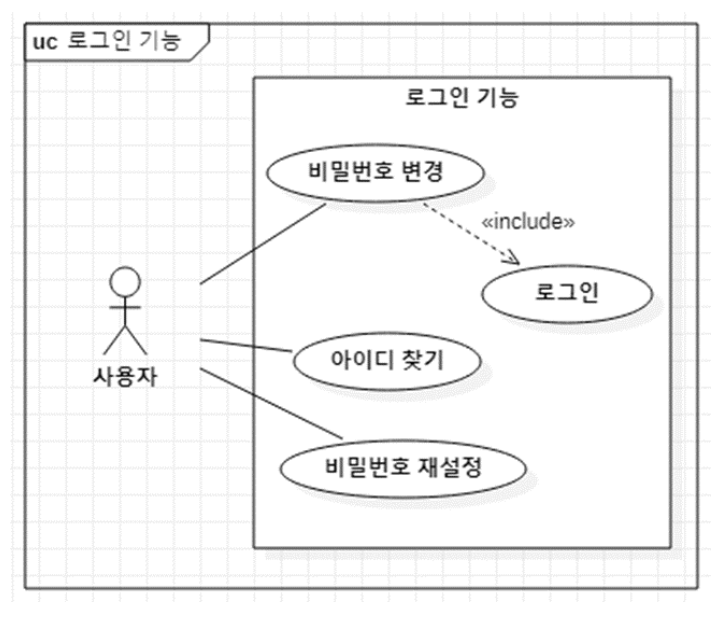 uc 로그인 기능
로그인 기능
비밀번호 변경
«include»
로그인
사용자
아이디 찾기
비밀번호 재설정